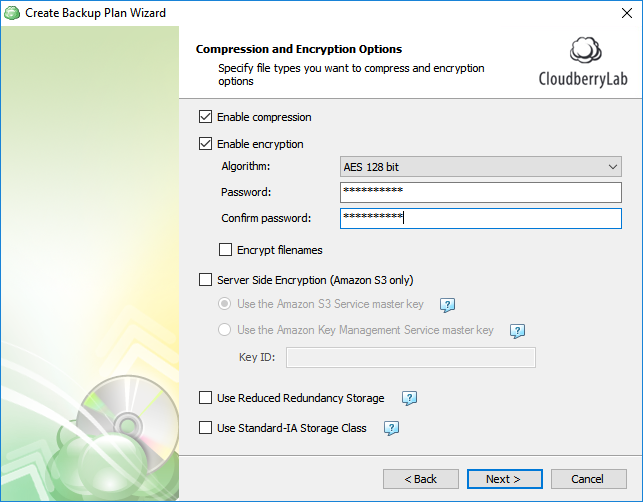 Create Backup Plan Wizard
Compression and Encryption Options
Specify file types you want to compress and encryption
options
CloudberryLab
Enable compression
Enable encryption
Algorithm: AES 128 bit
Password: **********
Confirm password: **********
Encrypt filenames
Server Side Encryption (Amazon S3 only)
Use the Amazon S3 Service master key ?
Use the Amazon Key Management Service master key ?
Key ID:
Use Reduced Redundancy Storage ?
Use Standard-IA Storage Class ?
< Back Next > Cancel